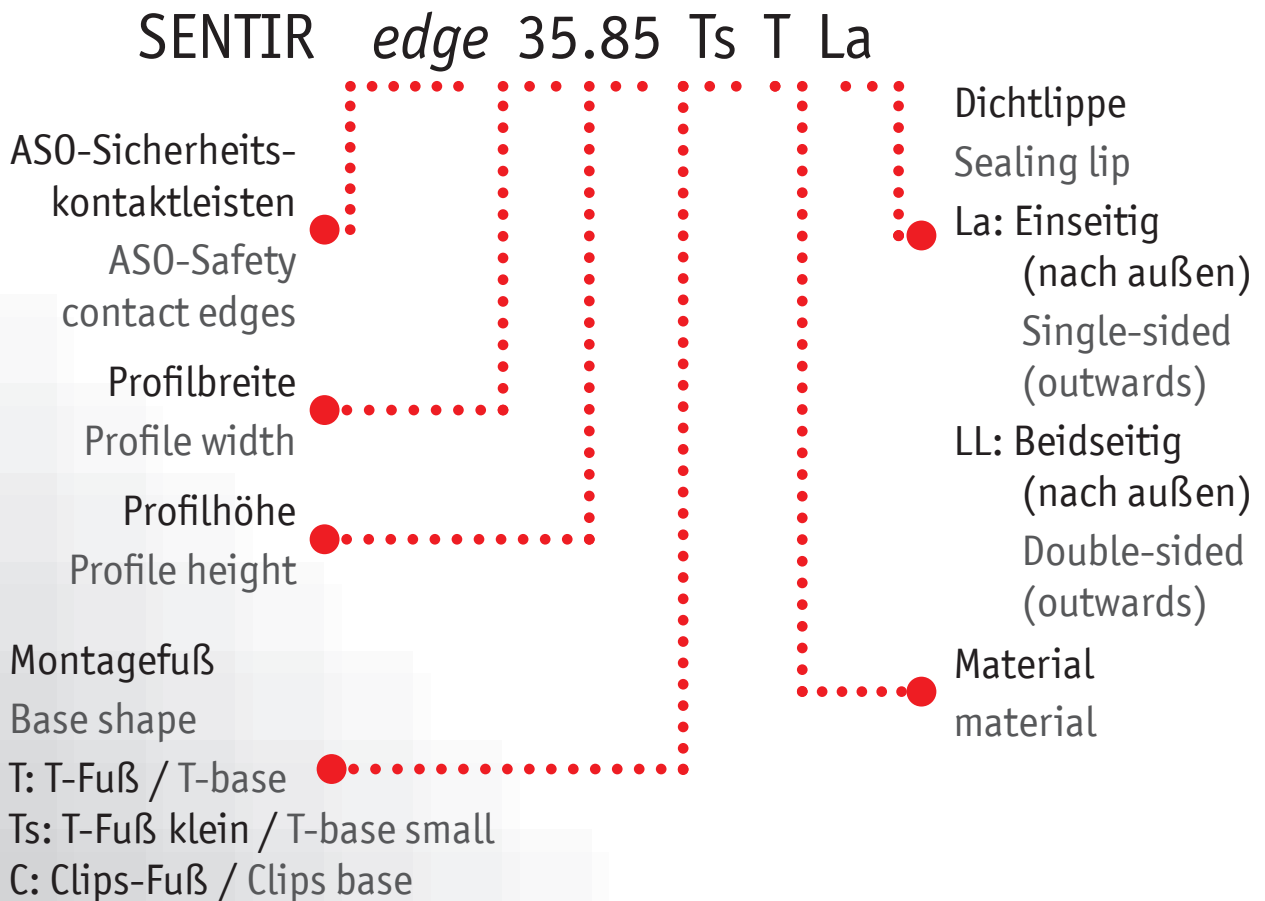 SENTIR edge 35.85 Ts T La
ASO-Sicherheits-
kontaktleisten
ASO-Safety
contact edges
Profilbreite
Profile width
Profilhöhe
Profile height
Montagefuß
Base shape
T: T-Fuß / T-base
Ts: T-Fuß klein / T-base small
C: Clips-Fuß / Clips base
Dichtlippe
Sealing lip
La: Einseitig
(nach außen)
Single-sided
(outwards)
LL: Beidseitig
(nach außen)
Double-sided
(outwards)
Material
material